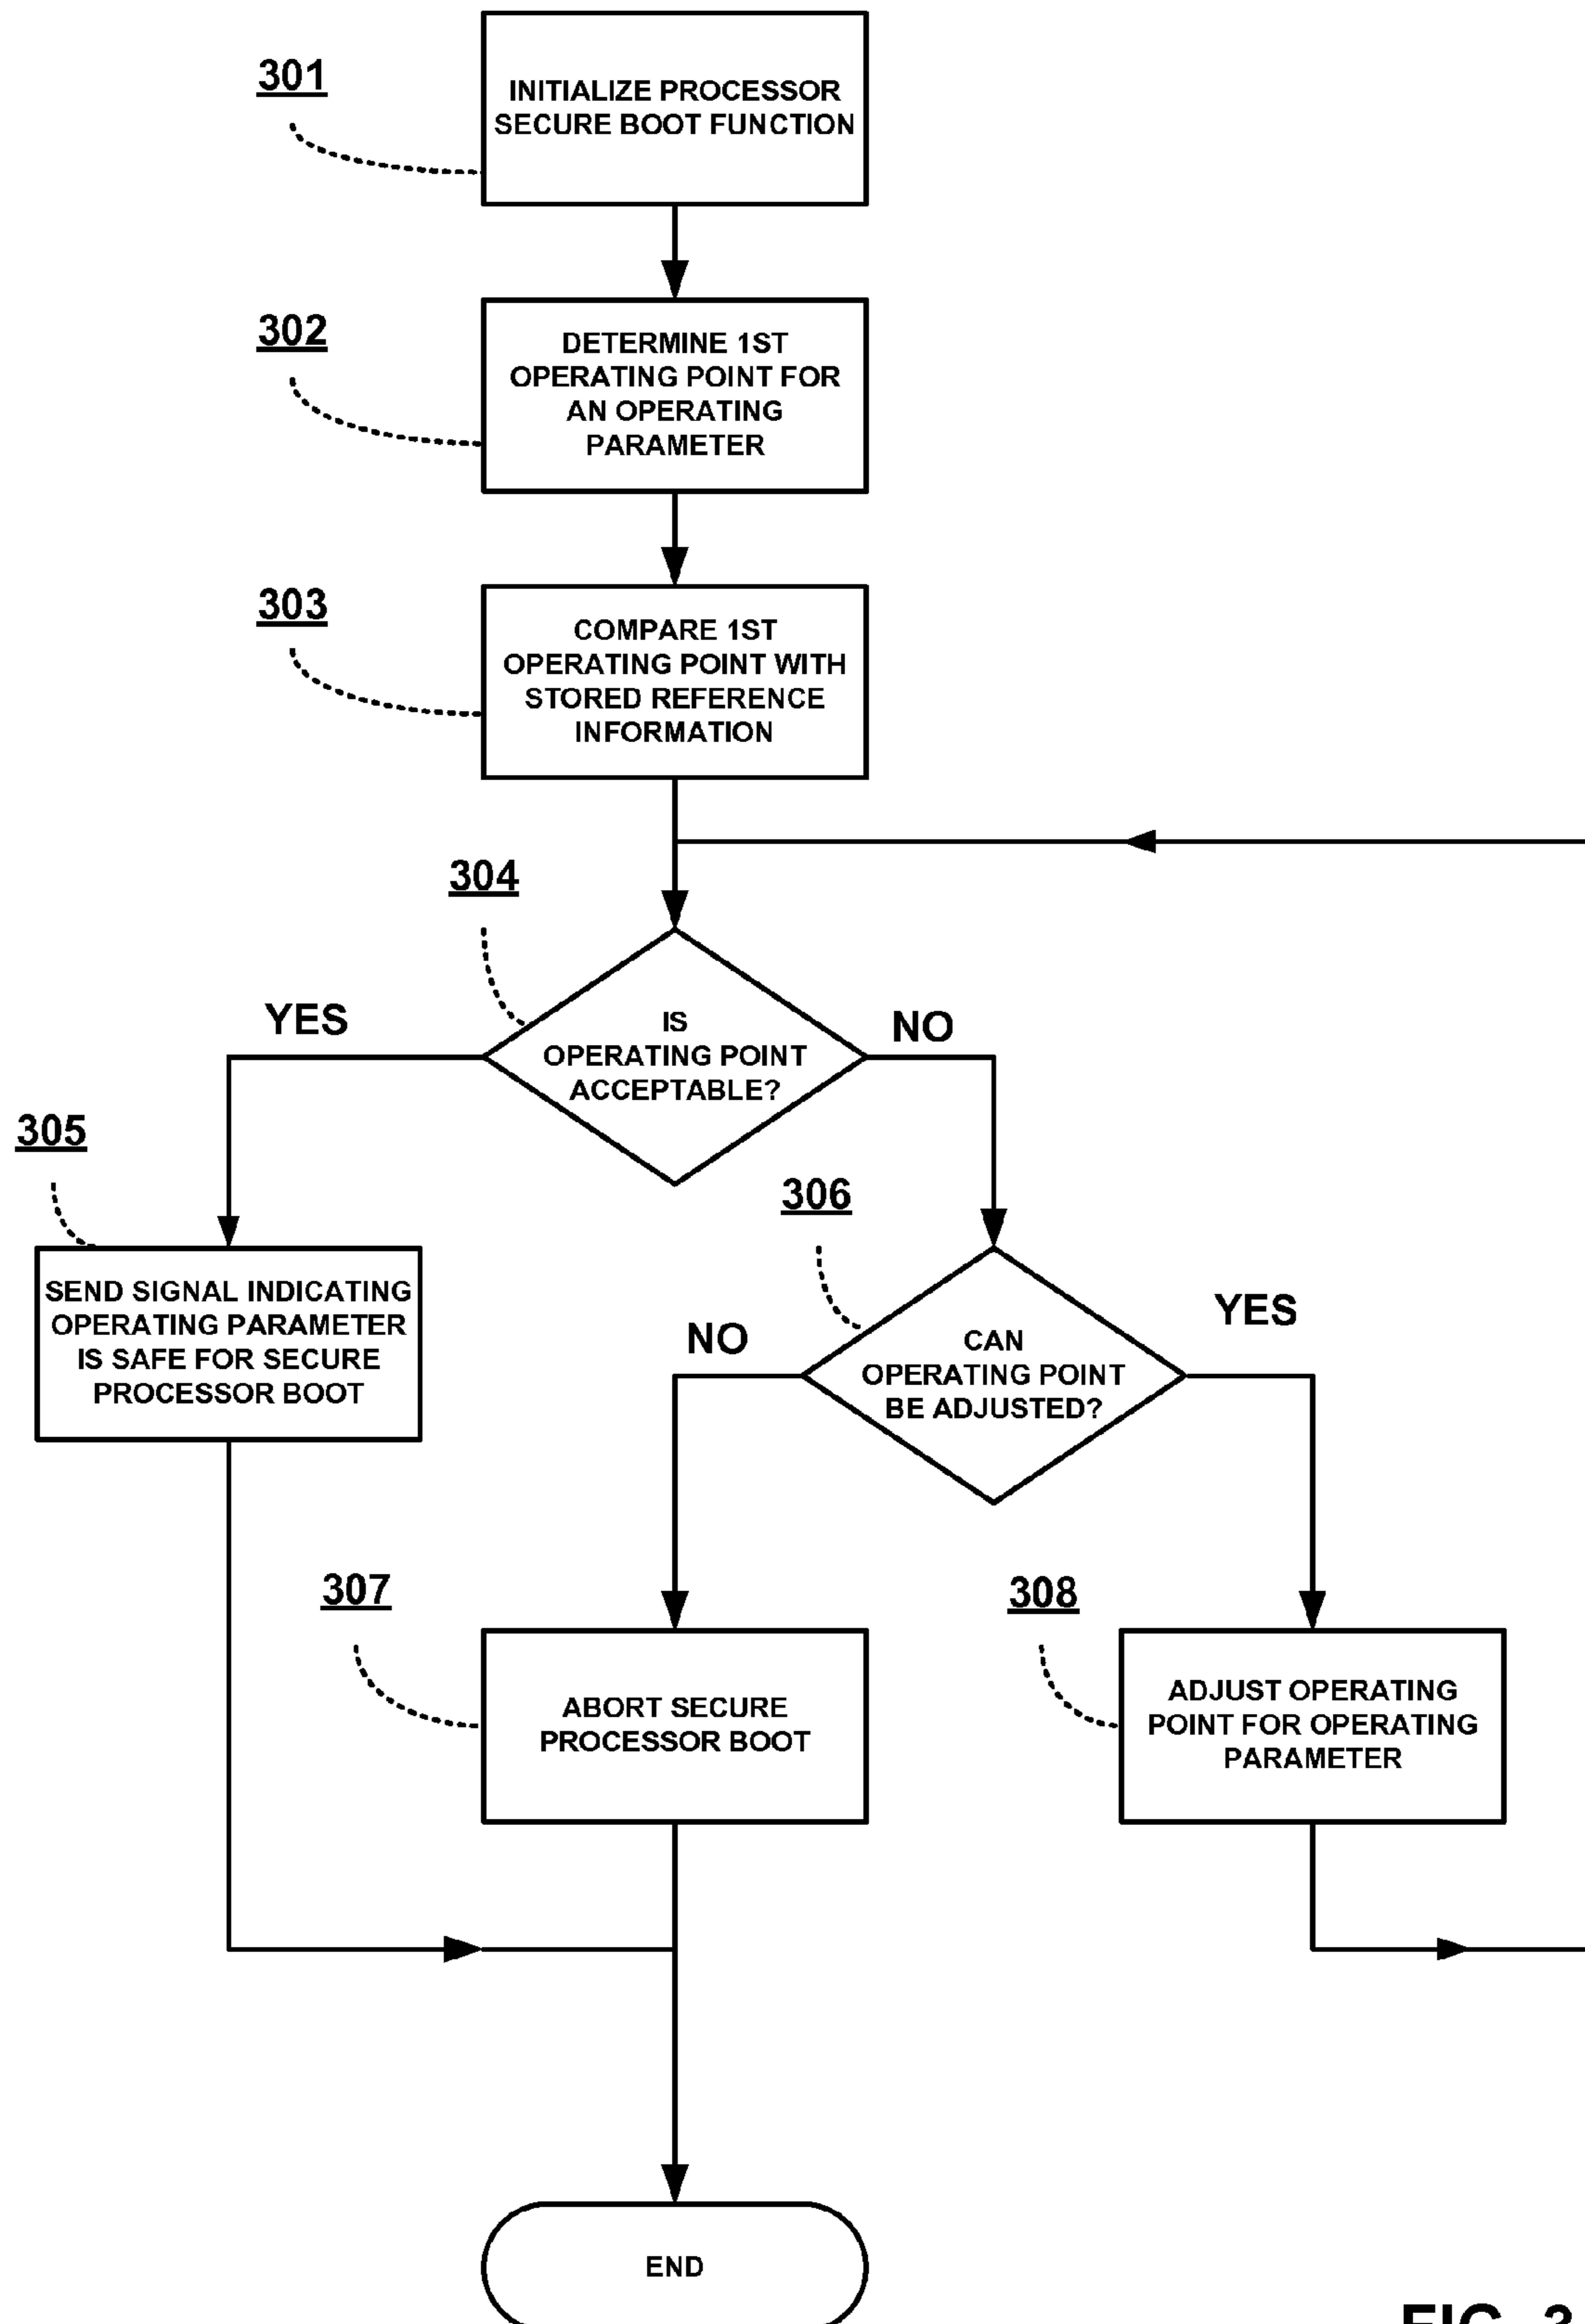 301
INITIALIZE PROCESSOR
SECURE BOOT FUNCTION
302
DETERMINE 1ST
OPERATING POINT FOR
AN OPERATING
PARAMETER
303
COMPARE 1ST
OPERATING POINT WITH
STORED REFERENCE
INFORMATION
304
YES
IS
OPERATING POINT
ACCEPTABLE?
NO
305
SEND SIGNAL INDICATING
OPERATING PARAMETER
IS SAFE FOR SECURE
PROCESSOR BOOT
306
NO
CAN
OPERATING POINT
BE ADJUSTED?
YES
307
ABORT SECURE
PROCESSOR BOOT
308
ADJUST OPERATING
POINT FOR OPERATING
PARAMETER
END
FIG. 3